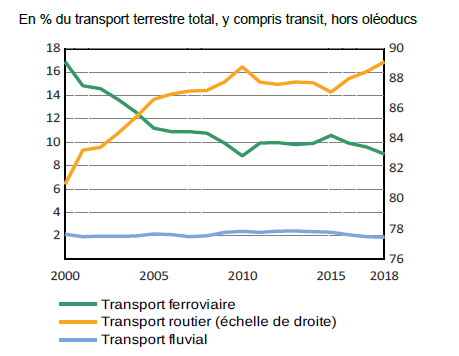 En % du transport terrestre total, y compris transit, hors oléoducs
18 90
16 88
14 86
12 84
10 82
8 80
6 78
4 76
2
2000 2005 2010 2015 2018
Transport ferroviaire
Transport routier (échelle de droite)
Transport fluvial